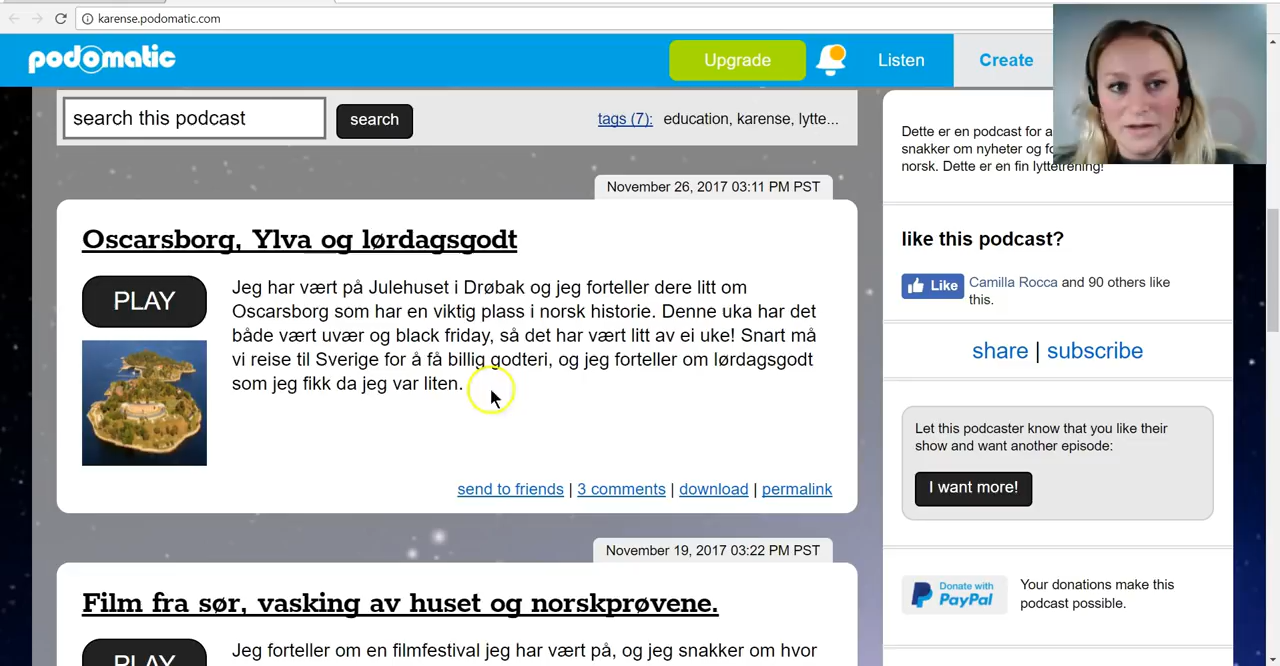 karense.podomatic.com
podomatic
Upgrade
Listen
Create
search this podcast
search
tags (7):
education, karense, lytte...
November 26, 2017 03:11 PM PST
Oscarsborg, Ylva og lørdagsgodt
PLAY
Jeg har vært på Julehuset i Drøbak og jeg forteller dere litt om
Oscarsborg som har en viktig plass i norsk historie. Denne uka har det
både vært uvær og black friday, så det har vært litt av ei uke! Snart må
vi reise til Sverige for å få billig godteri, og jeg forteller om lørdagsgodt
som jeg fikk da jeg var liten.
send to friends | 3 comments | download | permalink
November 19, 2017 03:22 PM PST
Film fra sør, vasking av huset og norskprøvene.
PLAY
Jeg forteller om en filmfestival jeg har vært på, og jeg snakker om hvor
Dette er en podcast for
snakker om nyheter og
norsk. Dette er en fin lyttetrening!
like this podcast?
Like
Camilla Rocca and 90 others like
this.
share | subscribe
Let this podcaster know that you like their
show and want another episode:
I want more!
Donate with
PayPal
Your donations make this
podcast possible.